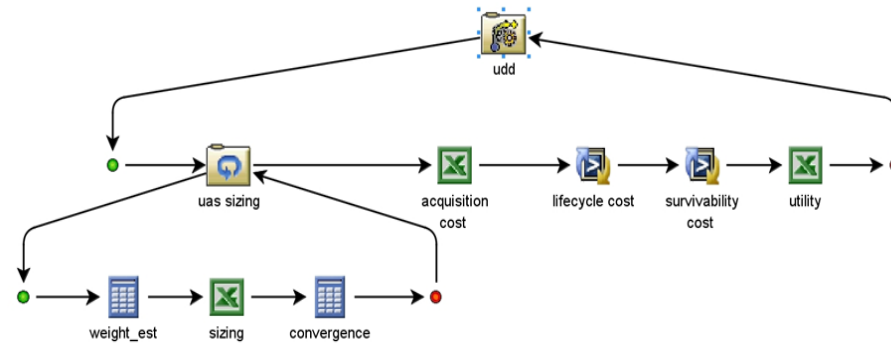 udd
uas sizing
acquisition
cost
lifecycle cost
survivability
cost
utility
weight_est
sizing
convergence